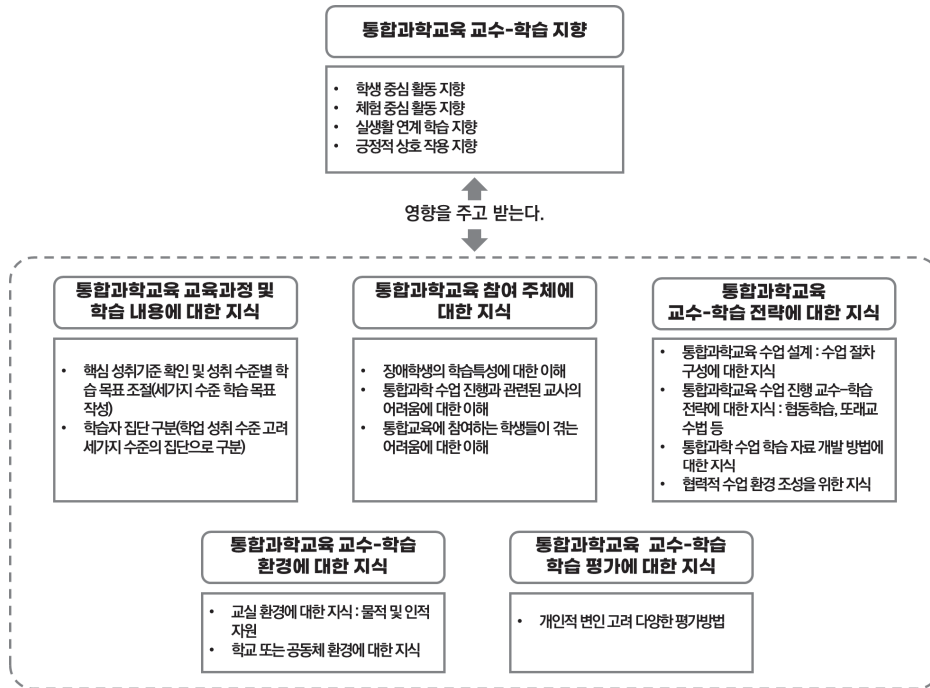 통합과학교육 교수-학습 지향
• 학생 중심 활동 지향
• 체험 중심 활동 지향
• 실생활 연계 학습 지향
• 긍정적 상호 작용 지향
영향을 주고 받는다.
통합과학교육 교육과정 및
학습 내용에 대한 지식
• 핵심 성취기준 확인 및 성취 수준별 학
습 목표 조절(세가지 수준 학습 목표
작성)
• 학습자 집단 구분(학업 성취 수준 고려
세가지 수준의 집단으로 구분)
통합과학교육 참여 주체에
대한 지식
• 장애학생의 학습특성에 대한 이해
• 통합과학 수업 진행과 관련된 교사의
어려움에 대한 이해
• 통합교육에 참여하는 학생들이 겪는
어려움에 대한 이해
통합과학교육
교수-학습 전략에 대한 지식
• 통합과학교육 수업 설계 : 수업 절차
구성에 대한 지식
• 통합과학교육 수업 진행 교수-학습
전략에 대한 지식 : 협동학습, 또래교
수법 등
• 통합과학 수업 학습 자료 개발 방법에
대한 지식
• 협력적 수업 환경 조성을 위한 지식
통합과학교육 교수-학습
환경에 대한 지식
• 교실 환경에 대한 지식 : 물적 및 인적
자원
• 학교 또는 공동체 환경에 대한 지식
통합과학교육 교수-학습
학습 평가에 대한 지식
• 개인적 변인 고려 다양한 평가방법